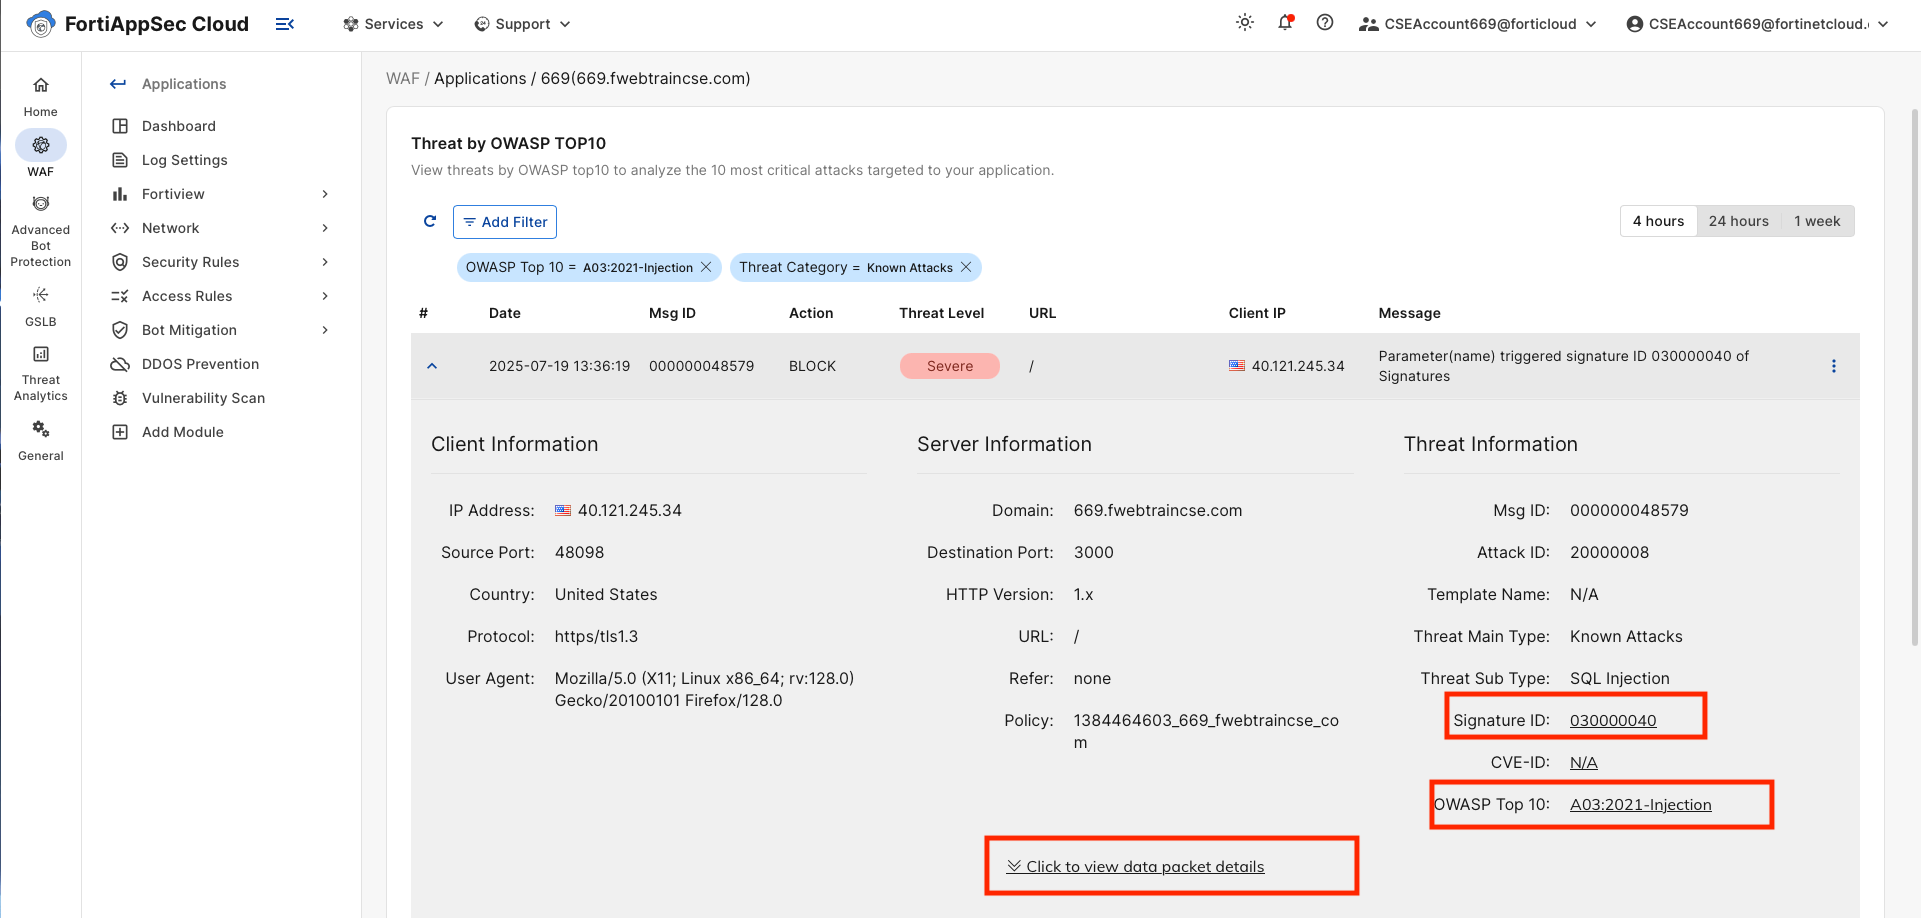 FortiAppSec Cloud
Services
Support
CSEAccount669@forticloud
CSEAccount669@fortinetcloud.
Home
WAF
Advanced
Bot
Protection
GSLB
Threat
Analytics
General
Applications
Dashboard
Log Settings
Fortiview
Network
Security Rules
Access Rules
Bot Mitigation
DDOS Prevention
Vulnerability Scan
Add Module
WAF / Applications / 669(669.fwebtraincse.com)
Threat by OWASP TOP10
View threats by OWASP top10 to analyze the 10 most critical attacks targeted to your application.
Add Filter
4 hours 24 hours 1 week
OWASP Top 10 = A03:2021-Injection
Threat Category = Known Attacks
# Date Msg ID Action Threat Level URL Client IP Message
2025-07-19 13:36:19 000000048579 BLOCK Severe / 40.121.245.34 Parameter(name) triggered signature ID 030000040 of
Signatures
Client Information
IP Address: 40.121.245.34
Source Port: 48098
Country: United States
Protocol: https/tls1.3
User Agent: Mozilla/5.0 (X11; Linux x86_64; rv:128.0)
Gecko/20100101 Firefox/128.0
Server Information
Domain: 669.fwebtraincse.com
Destination Port: 3000
HTTP Version: 1.x
URL: /
Refer: none
Policy: 1384464603_669_fwebtraincse_co
m
Threat Information
Msg ID: 000000048579
Attack ID: 20000008
Template Name: N/A
Threat Main Type: Known Attacks
Threat Sub Type: SQL Injection
Signature ID: 030000040
CVE-ID: N/A
OWASP Top 10: A03:2021-Injection
Click to view data packet details